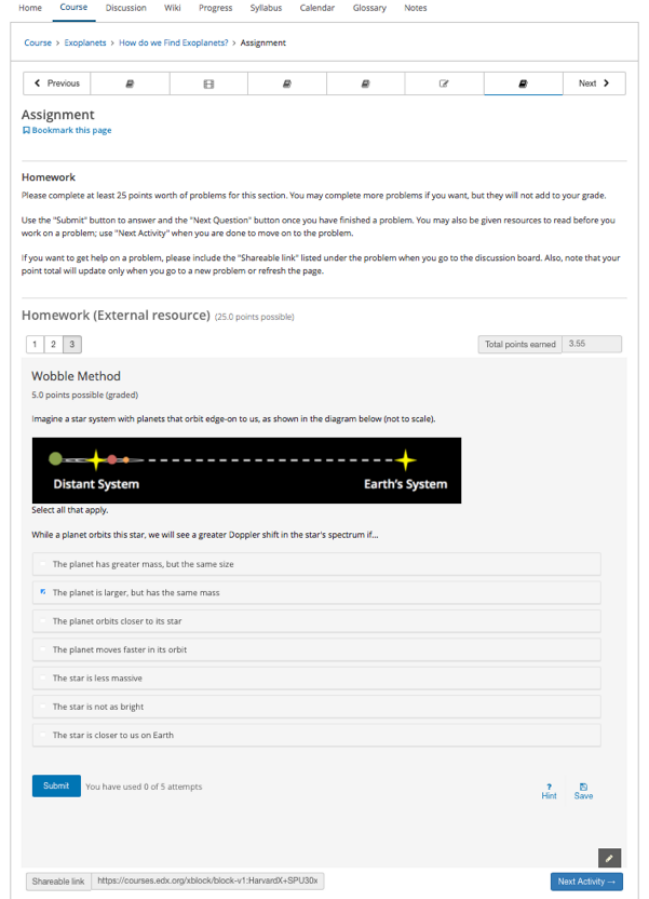 Home Course Discussion Wiki Progress Syllabus Calendar Glossary Notes
Course > Exoplanets > How do we Find Exoplanets? > Assignment
Previous
Next
Assignment
Bookmark this page
Homework
Please complete at least 25 points worth of problems for this section. You may complete more problems if you want, but they will not add to your grade.
Use the "Submit" button to answer and the "Next Question" button once you have finished a problem. You may also be given resources to read before you
work on a problem; use "Next Activity" when you are done to move on to the problem.
If you want to get help on a problem, please include the "Shareable link" listed under the problem when you go to the discussion board. Also, note that your
point total will update only when you go to a new problem or refresh the page.
Homework (External resource) (25.0 points possible)
1 2 3
Total points earned 3.55
Wobble Method
5.0 points possible (graded)
Imagine a star system with planets that orbit edge-on to us, as shown in the diagram below (not to scale).
Distant System Earth's System
Select all that apply.
While a planet orbits this star, we will see a greater Doppler shift in the star's spectrum if...
The planet has greater mass, but the same size
The planet is larger, but has the same mass
The planet orbits closer to its star
The planet moves faster in its orbit
The star is less massive
The star is not as bright
The star is closer to us on Earth
Submit You have used 0 of 5 attempts
? Hint Save
Shareable link https://courses.edx.org/xblock/block-v1:HarvardX+SPU30x
Next Activity →